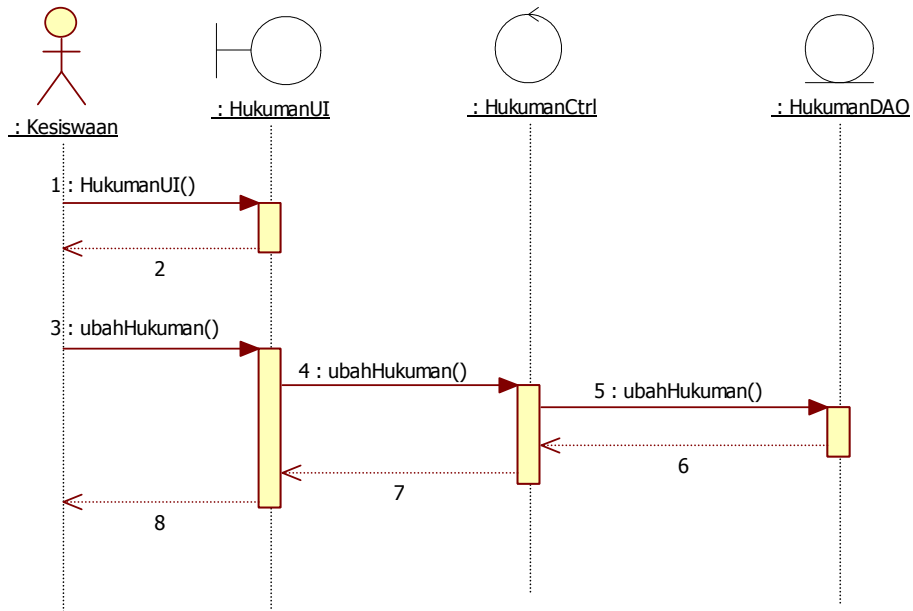 : Kesiswaan
: HukumanUI
: HukumanCtrl
: HukumanDAO
1 : HukumanUI()
2
3 : ubahHukuman()
4 : ubahHukuman()
5 : ubahHukuman()
6
7
8